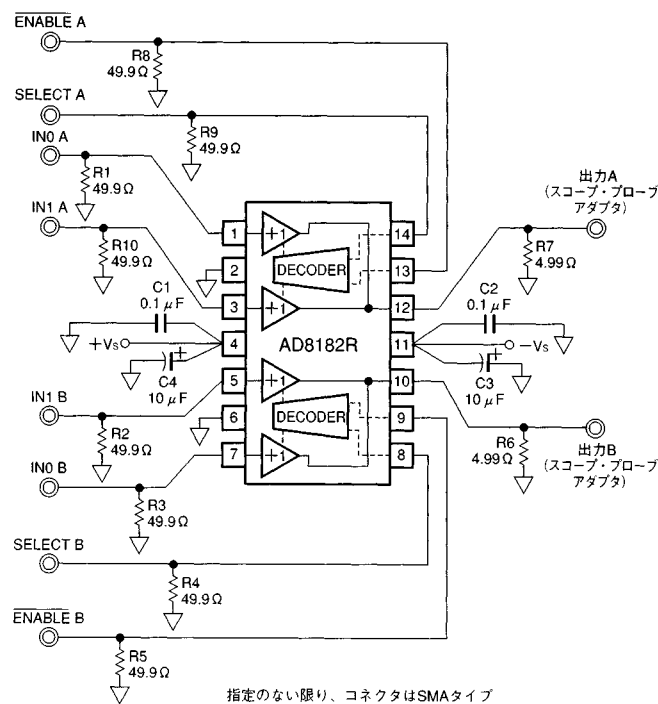 ENABLE A
R8
49.9Ω
SELECT A
R9
49.9Ω
IN0 A
R1
49.9Ω
IN1 A
R10
49.9Ω
出力A
(スコープ・プローブ
アダプタ)
R7
4.99Ω
1
+1
14
2
DECODER
13
3
+1
12
C1
0.1μF
C2
0.1μF
+VS
4
AD8182R
11
−VS
C4
10μF
+
C3
10μF
+
IN1 B
5
+1
10
R2
49.9Ω
6
DECODER
9
R6
4.99Ω
出力B
(スコープ・プローブ
アダプタ)
7
+1
8
IN0 B
R3
49.9Ω
SELECT B
R4
49.9Ω
ENABLE B
R5
49.9Ω
指定のない限り、コネクタはSMAタイプ